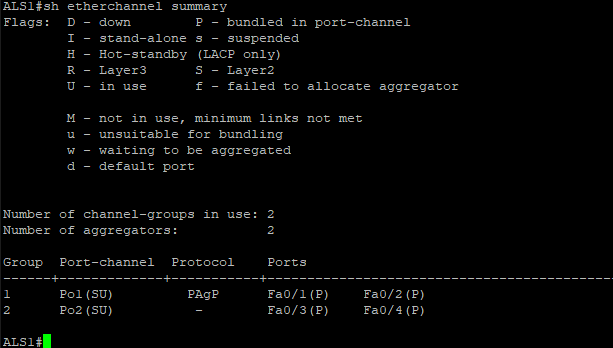 ALS1#sh etherchannel summary
Flags:  D - down        P - bundled in port-channel
        I - stand-alone s - suspended
        H - Hot-standby (LACP only)
        R - Layer3      S - Layer2
        U - in use      f - failed to allocate aggregator

        M - not in use, minimum links not met
        u - unsuitable for bundling
        w - waiting to be aggregated
        d - default port


Number of channel-groups in use: 2
Number of aggregators:           2

Group  Port-channel  Protocol    Ports
------+-------------+-----------+-----------------------------------------------
1      Po1(SU)         PAgP      Fa0/1(P)    Fa0/2(P)
2      Po2(SU)          -        Fa0/3(P)    Fa0/4(P)

ALS1#